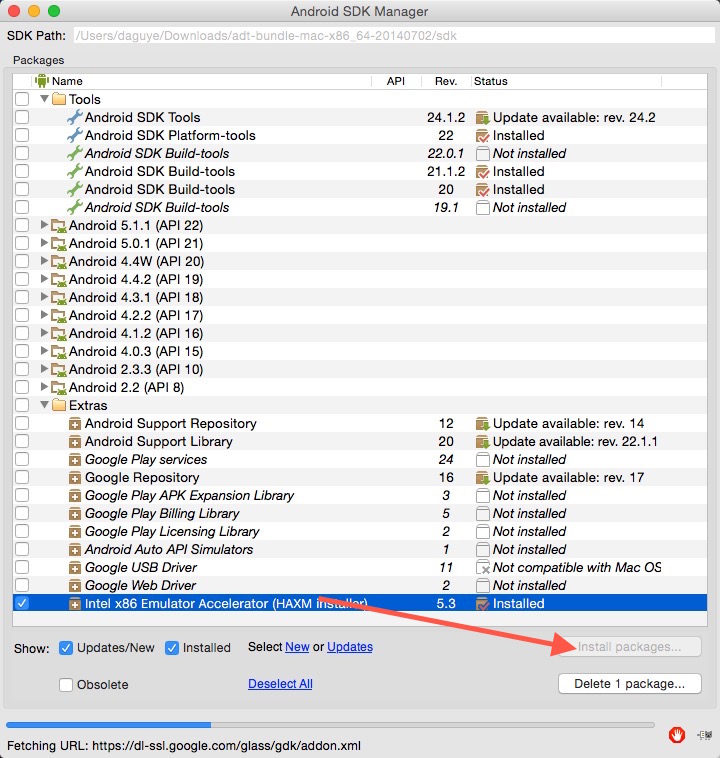 Android SDK Manager
SDK Path: /Users/daguye/Downloads/adt-bundle-mac-x86_64-20140702/sdk
Packages
Name API Rev. Status
Tools
Android SDK Tools 24.1.2 Update available: rev. 24.2
Android SDK Platform-tools 22 Installed
Android SDK Build-tools 22.0.1 Not installed
Android SDK Build-tools 21.1.2 Installed
Android SDK Build-tools 20 Installed
Android SDK Build-tools 19.1 Not installed
Android 5.1.1 (API 22)
Android 5.0.1 (API 21)
Android 4.4W (API 20)
Android 4.4.2 (API 19)
Android 4.3.1 (API 18)
Android 4.2.2 (API 17)
Android 4.1.2 (API 16)
Android 4.0.3 (API 15)
Android 2.3.3 (API 10)
Android 2.2 (API 8)
Extras
Android Support Repository 12 Update available: rev. 14
Android Support Library 20 Update available: rev. 22.1.1
Google Play services 24 Not installed
Google Repository 16 Update available: rev. 17
Google Play APK Expansion Library 3 Not installed
Google Play Billing Library 5 Not installed
Google Play Licensing Library 2 Not installed
Android Auto API Simulators 1 Not installed
Google USB Driver 11 Not compatible with Mac OS
Google Web Driver 2 Not installed
Intel x86 Emulator Accelerator (HAXM installer) 5.3 Installed
Show: Updates/New Installed Select New or Updates Install packages...
Obsolete Deselect All Delete 1 package...
Fetching URL: https://dl-ssl.google.com/glass/gdk/addon.xml